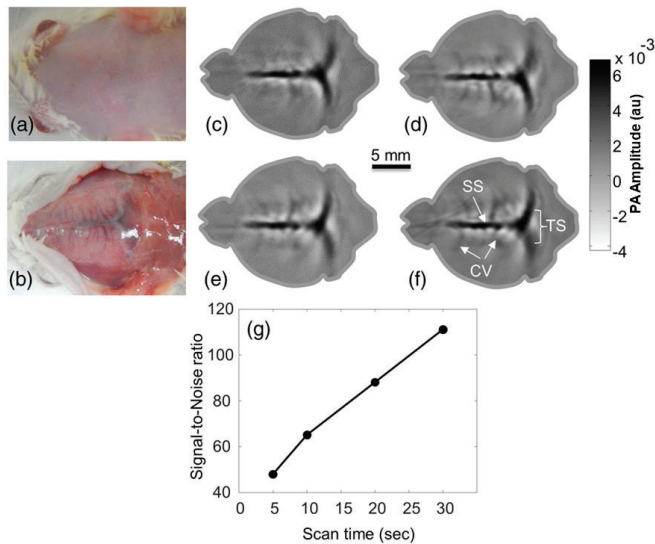 (a)
(c)
(d)
x 10⁻³
6
4
2
0
-2
-4
PA Amplitude (au)
5 mm
(b)
(e)
SS
TS
CV
(f)
(g)
120
100
80
60
40
Signal-to-Noise ratio
0 5 10 15 20 25 30
Scan time (sec)